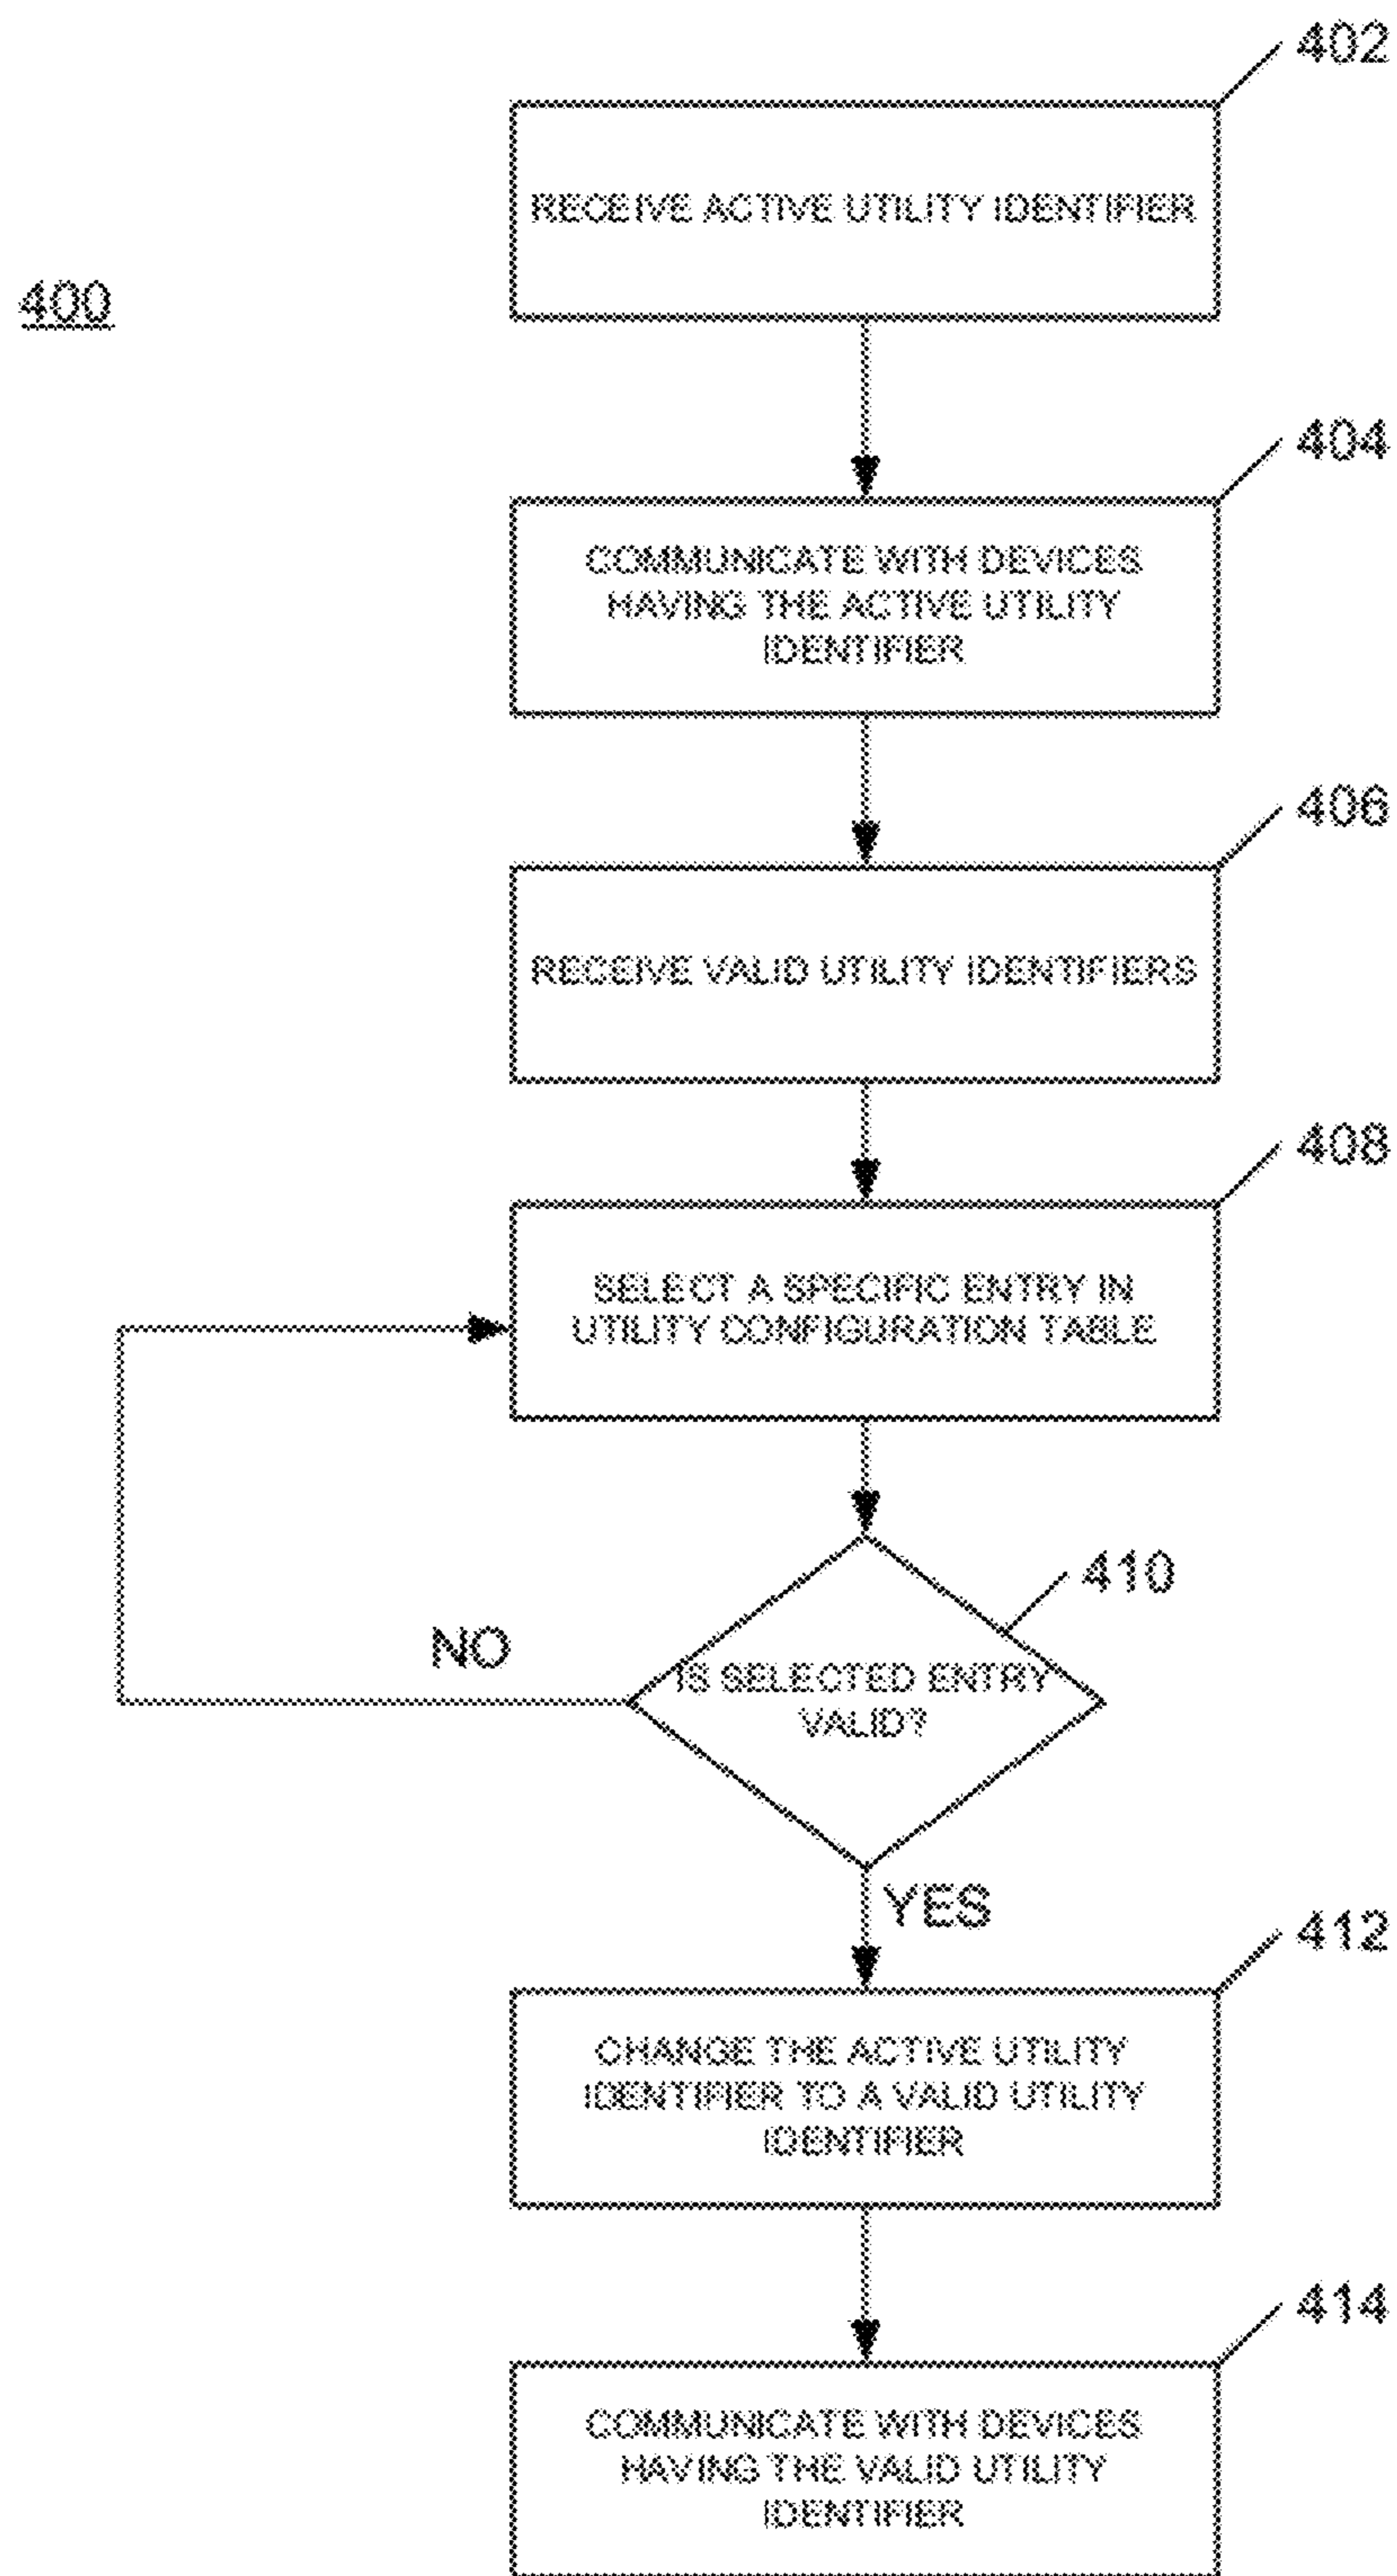 402
RECEIVE ACTIVE UTILITY IDENTIFIER
400
404
COMMUNICATE WITH DEVICES
HAVING THE ACTIVE UTILITY
IDENTIFIER
406
RECEIVE VALID UTILITY IDENTIFIERS
408
SELECT A SPECIFIC ENTRY IN
UTILITY CONFIGURATION TABLE
410
NO
IS SELECTED ENTRY
VALID?
YES
412
CHANGE THE ACTIVE UTILITY
IDENTIFIER TO A VALID UTILITY
IDENTIFIER
414
COMMUNICATE WITH DEVICES
HAVING THE VALID UTILITY
IDENTIFIER